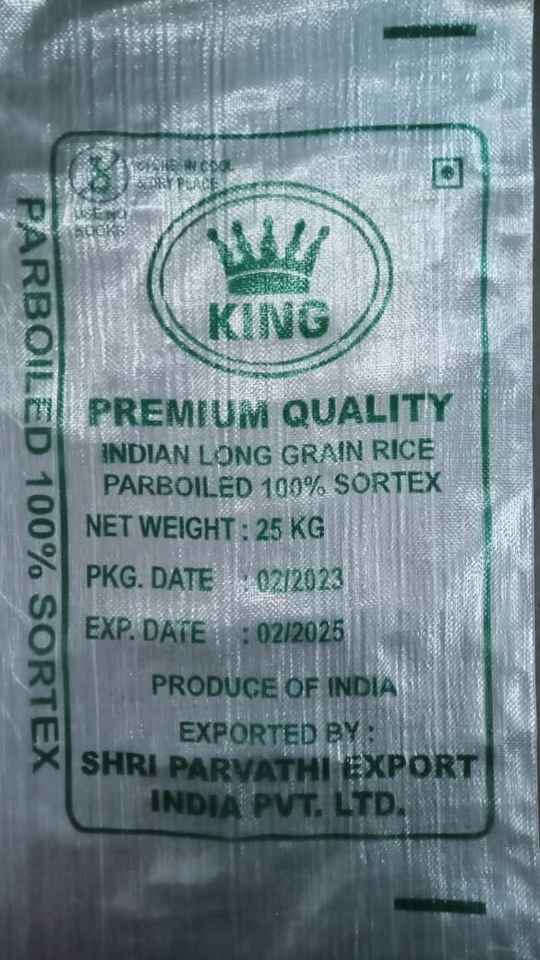 STORE IN COOL
& DRY PLACE
USE NO
HOOKS
KING
PREMIUM QUALITY
INDIAN LONG GRAIN RICE
PARBOILED 100% SORTEX
NET WEIGHT : 25 KG
PKG. DATE : 02/2023
EXP. DATE : 02/2025
PRODUCE OF INDIA
EXPORTED BY :
SHRI PARVATHI EXPORT
INDIA PVT. LTD.
PARBOILED 100% SORTEX